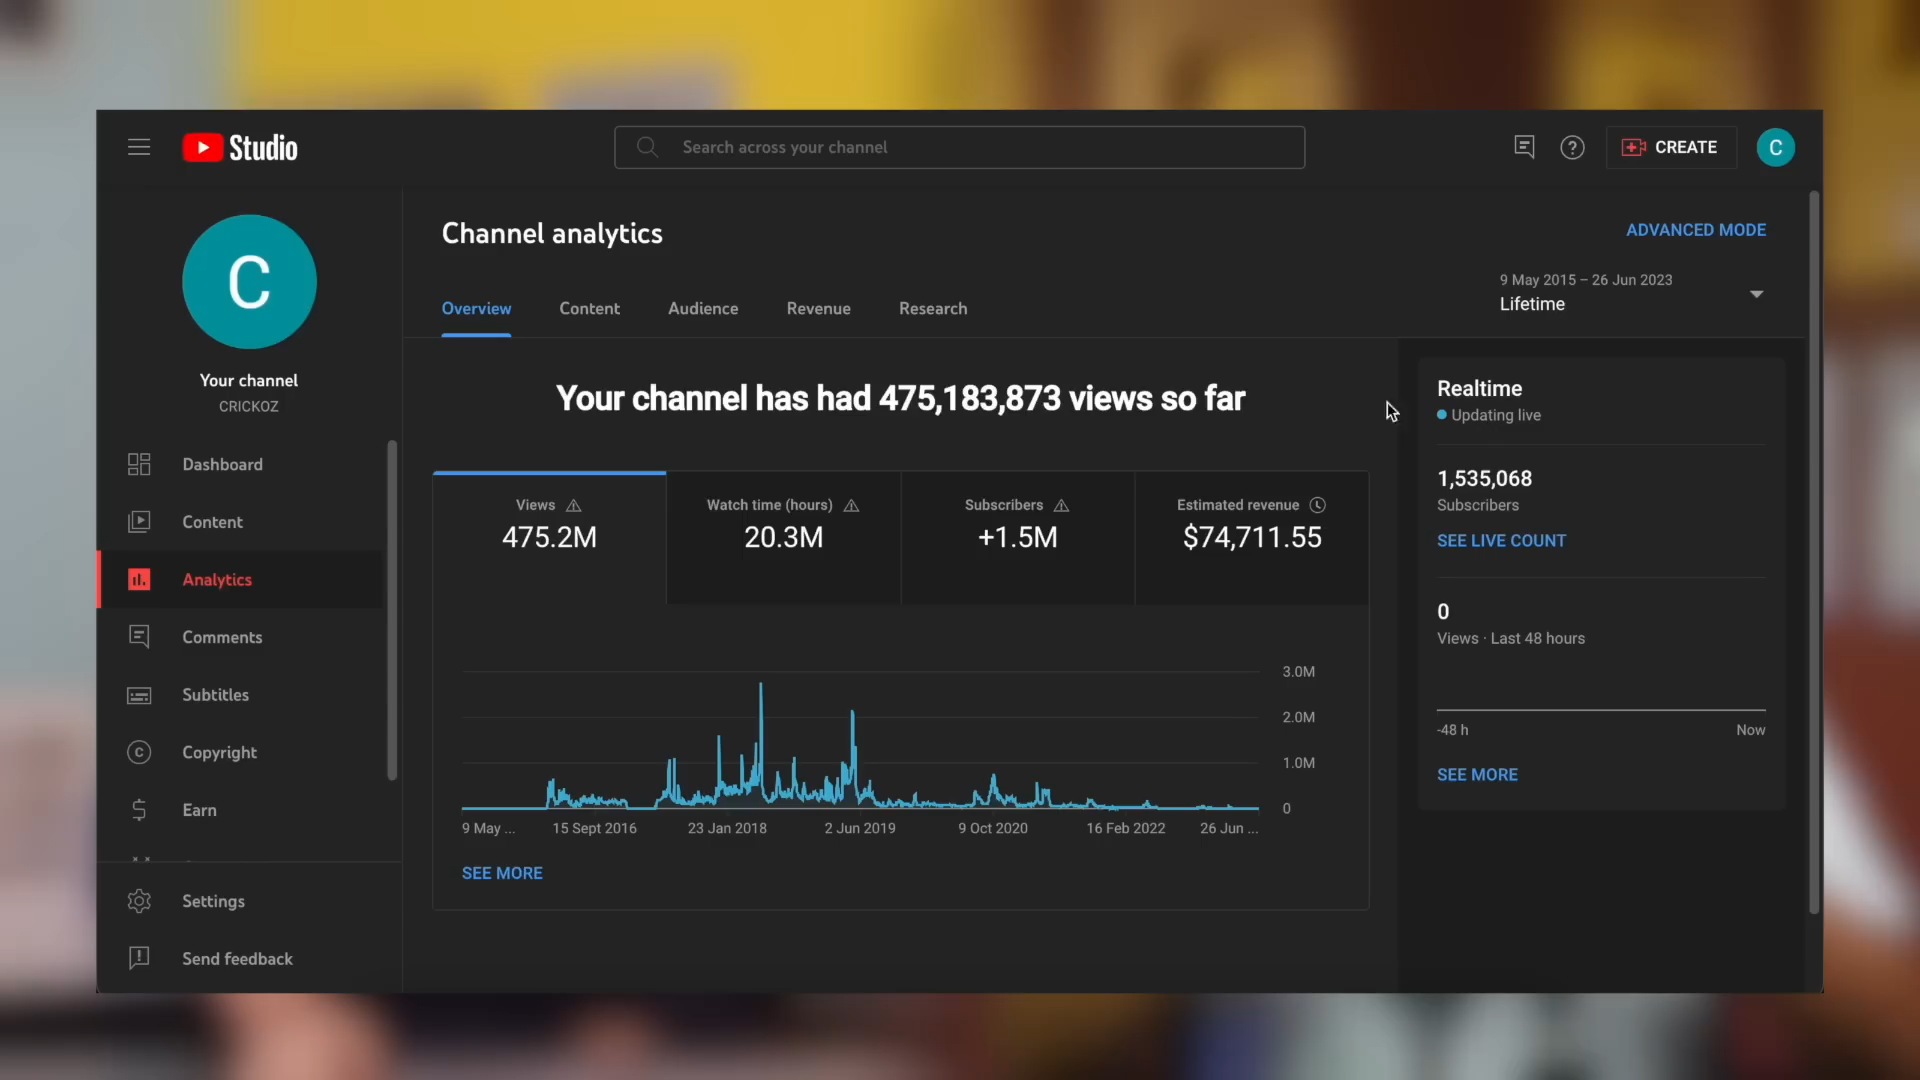 Studio
Search across your channel
?
CREATE
C
C
Your channel
CRICKOZ
Dashboard
Content
Analytics
Comments
Subtitles
Copyright
Earn
Settings
Send feedback
Channel analytics
ADVANCED MODE
9 May 2015 – 26 Jun 2023
Lifetime
Overview
Content
Audience
Revenue
Research
Your channel has had 475,183,873 views so far
Views
475.2M
Watch time (hours)
20.3M
Subscribers
+1.5M
Estimated revenue
$74,711.55
3.0M
2.0M
1.0M
0
9 May ...
15 Sept 2016
23 Jan 2018
2 Jun 2019
9 Oct 2020
16 Feb 2022
26 Jun ...
SEE MORE
Realtime
Updating live
1,535,068
Subscribers
SEE LIVE COUNT
0
Views · Last 48 hours
-48 h
Now
SEE MORE